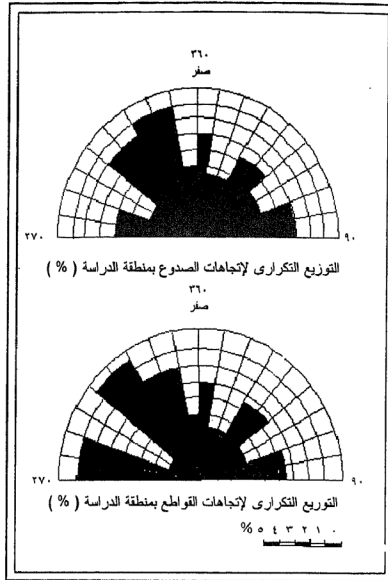 ٣٦٠
صفر
٢٧٠
٩٠
التوزيع التكرارى لإتجاهات الصدوع بمنطقة الدراسة ( % )
٣٦٠
صفر
٢٧٠
٩٠
التوزيع التكرارى لإتجاهات القواطع بمنطقة الدراسة ( % )
% ٥ ٤ ٣ ٢ ١ ٠